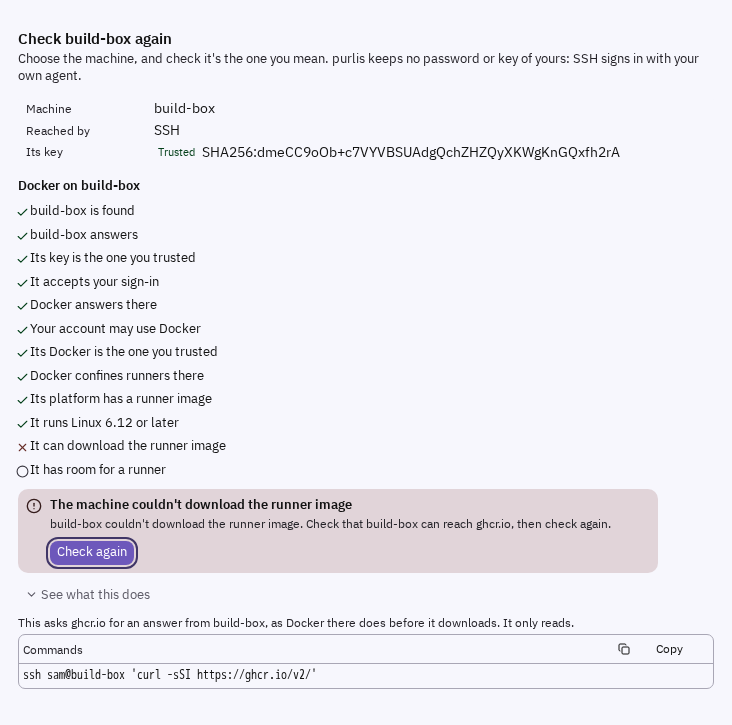 Check build-box again
Choose the machine, and check it's the one you mean. purlis keeps no password or key of yours: SSH signs in with your
own agent.
Machine build-box
Reached by SSH
Its key Trusted SHA256:dmeCC9oOb+c7VYVBSUAdgQchZHZQyXKWgKnGQxfh2rA
Docker on build-box
build-box is found
build-box answers
Its key is the one you trusted
It accepts your sign-in
Docker answers there
Your account may use Docker
Its Docker is the one you trusted
Docker confines runners there
Its platform has a runner image
It runs Linux 6.12 or later
It can download the runner image
It has room for a runner
The machine couldn't download the runner image
build-box couldn't download the runner image. Check that build-box can reach ghcr.io, then check again.
Check again
See what this does
This asks ghcr.io for an answer from build-box, as Docker there does before it downloads. It only reads.
Commands Copy
ssh sam@build-box 'curl -sSI https://ghcr.io/v2/'